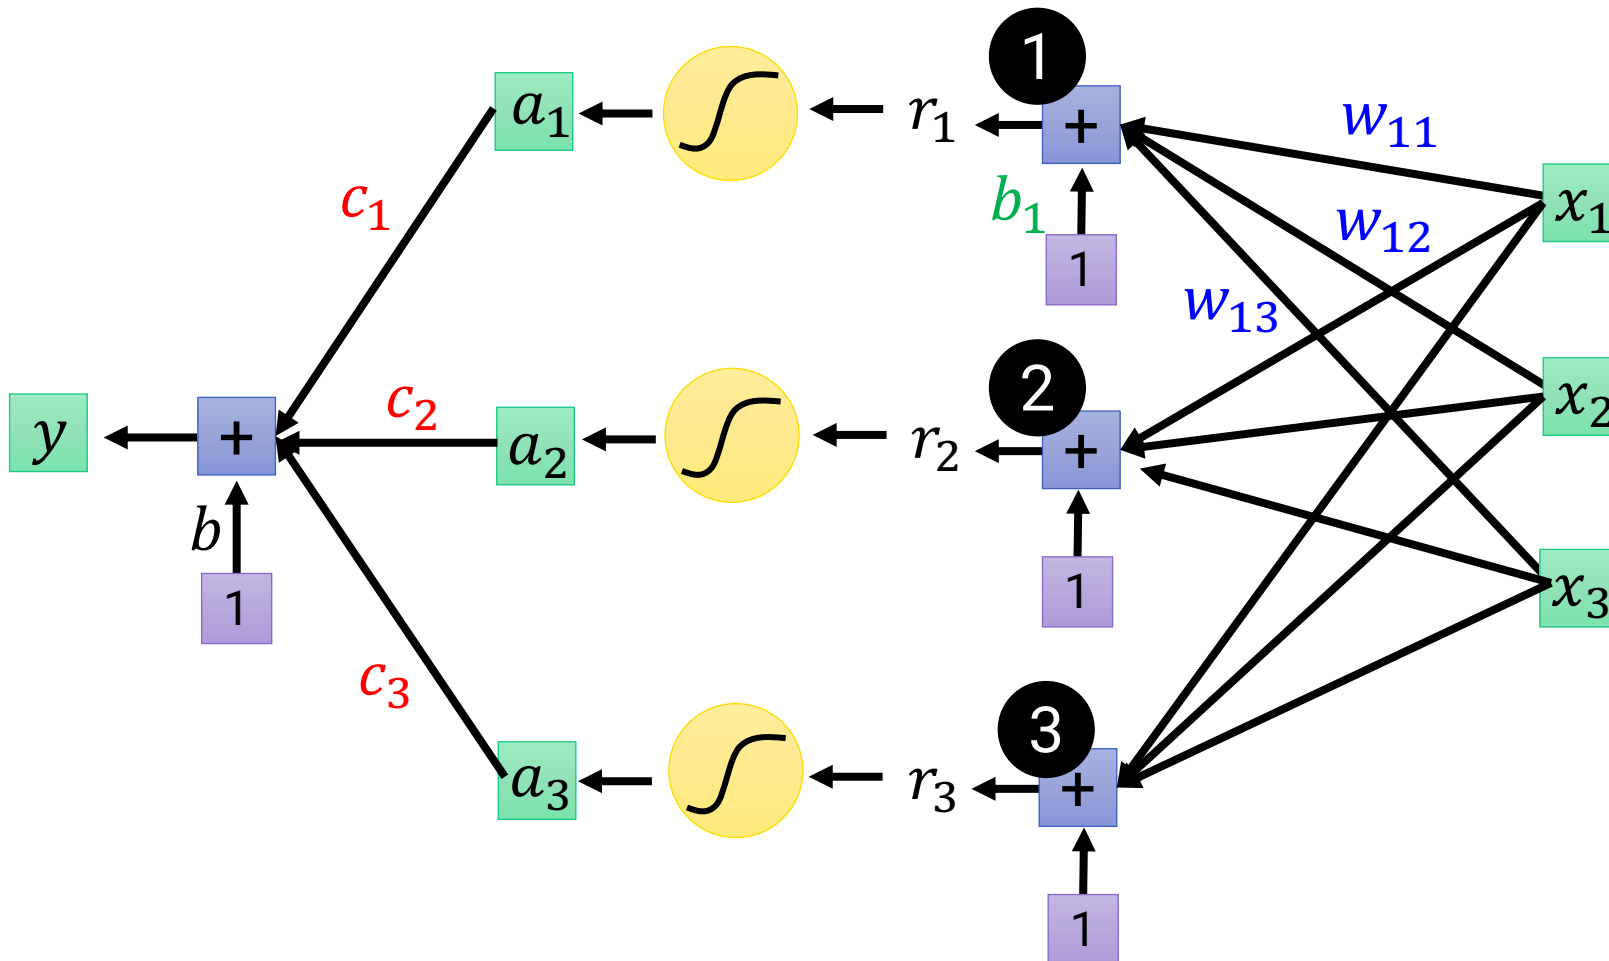 1
a₁
r₁
+
w₁₁
x₁
c₁
b₁
w₁₂
1
w₁₃
2
y
+
c₂
a₂
r₂
+
x₂
b
1
1
x₃
c₃
3
a₃
r₃
+
1